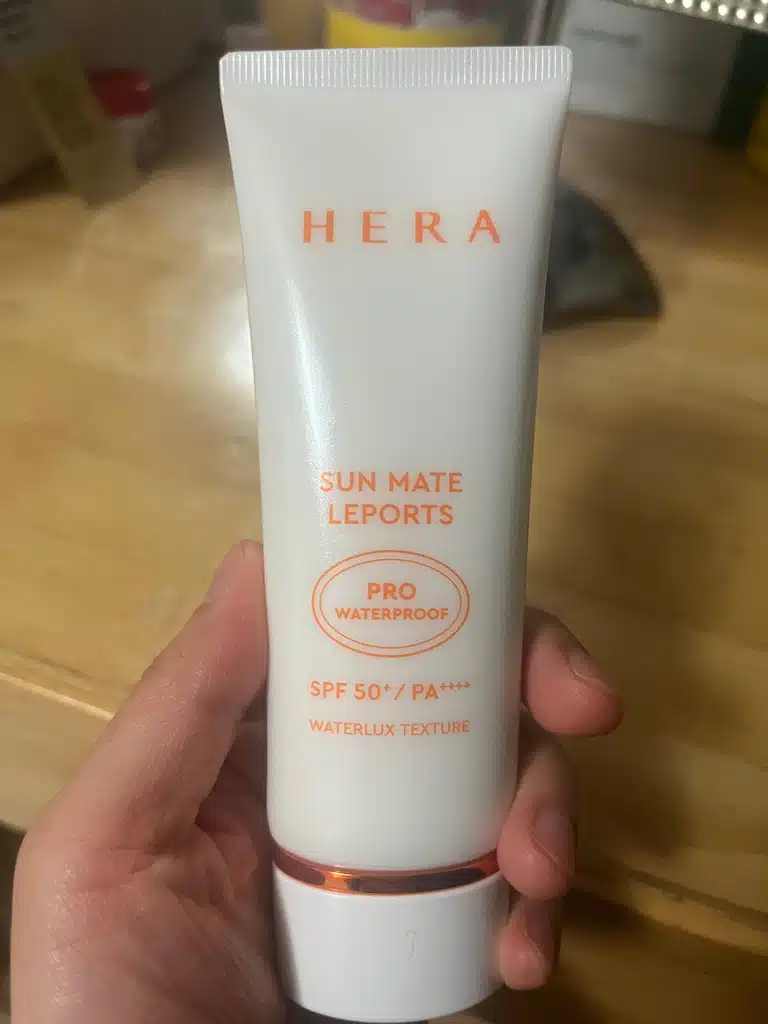 HERA
SUN MATE
LEPORTS
PRO
WATERPROOF
SPF 50⁺/ PA⁺⁺⁺⁺
WATERLUX TEXTURE